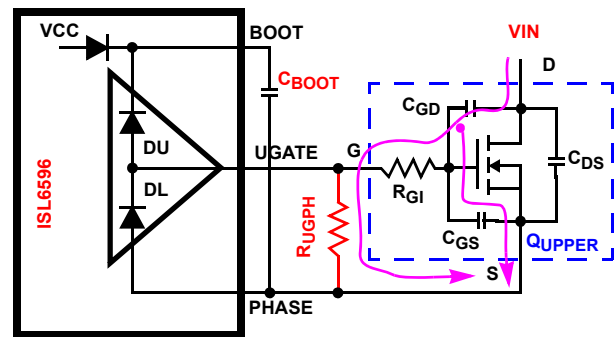 VCC
BOOT
VIN
D
CBOOT
CGD
DU
UGATE
G
CDS
DL
RGI
ISL6596
RUGPH
CGS
QUPPER
S
PHASE